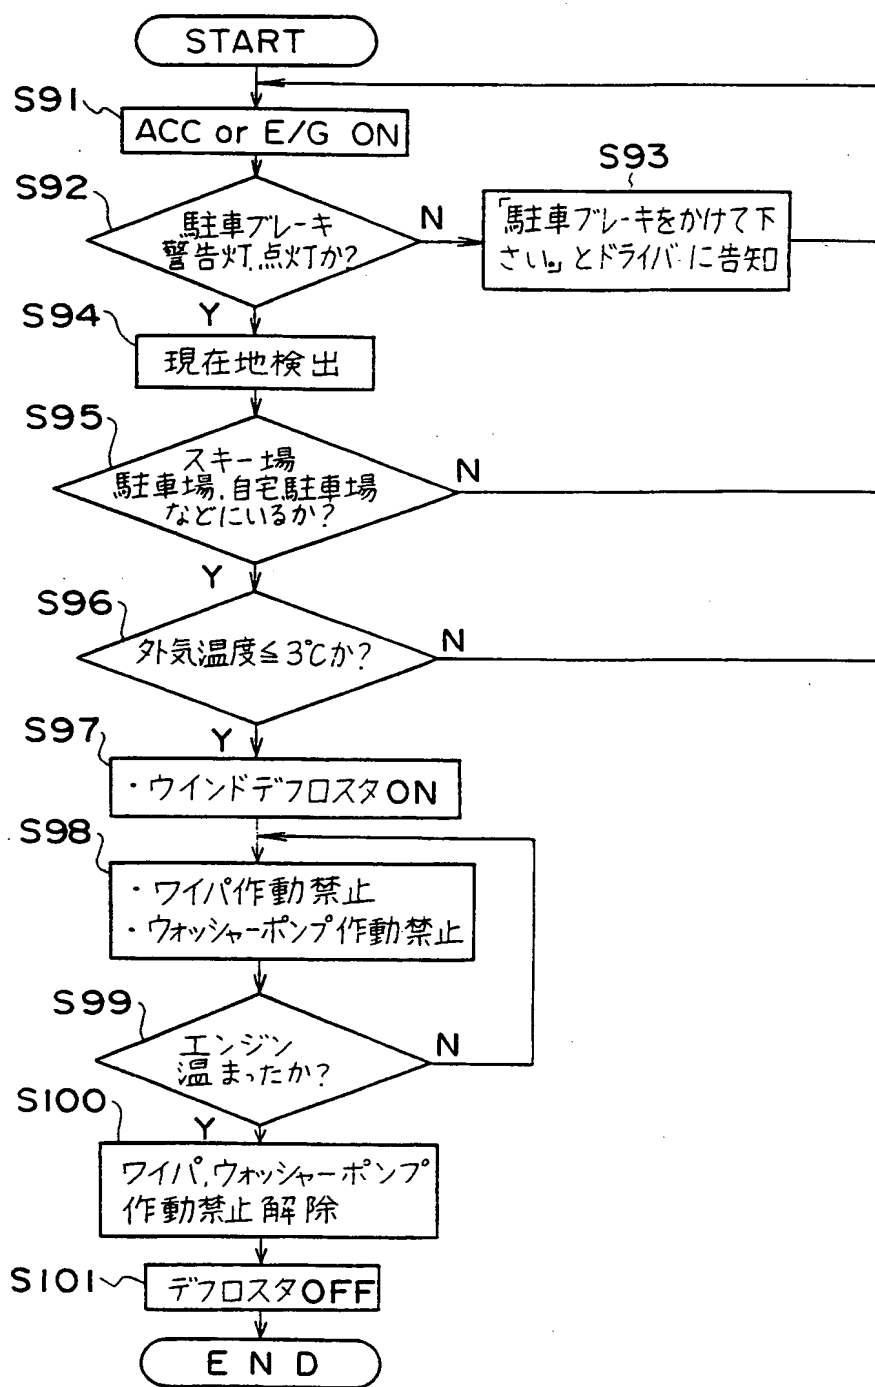 START
S91
ACC or E/G ON
S92
駐車ブレーキ
警告灯,点灯か?
N
S93
「駐車ブレーキをかけて下
さい。」とドライバに告知
Y
S94
現在地検出
S95
スキー場
駐車場,自宅駐車場
などにいるか?
N
Y
S96
外気温度≦3℃か?
N
Y
S97
・ウインドデフロスタON
S98
・ワイパ作動禁止
・ウォッシャーポンプ作動禁止
S99
エンジン
温まったか?
N
Y
S100
ワイパ,ウォッシャーポンプ
作動禁止解除
S101
デフロスタOFF
END